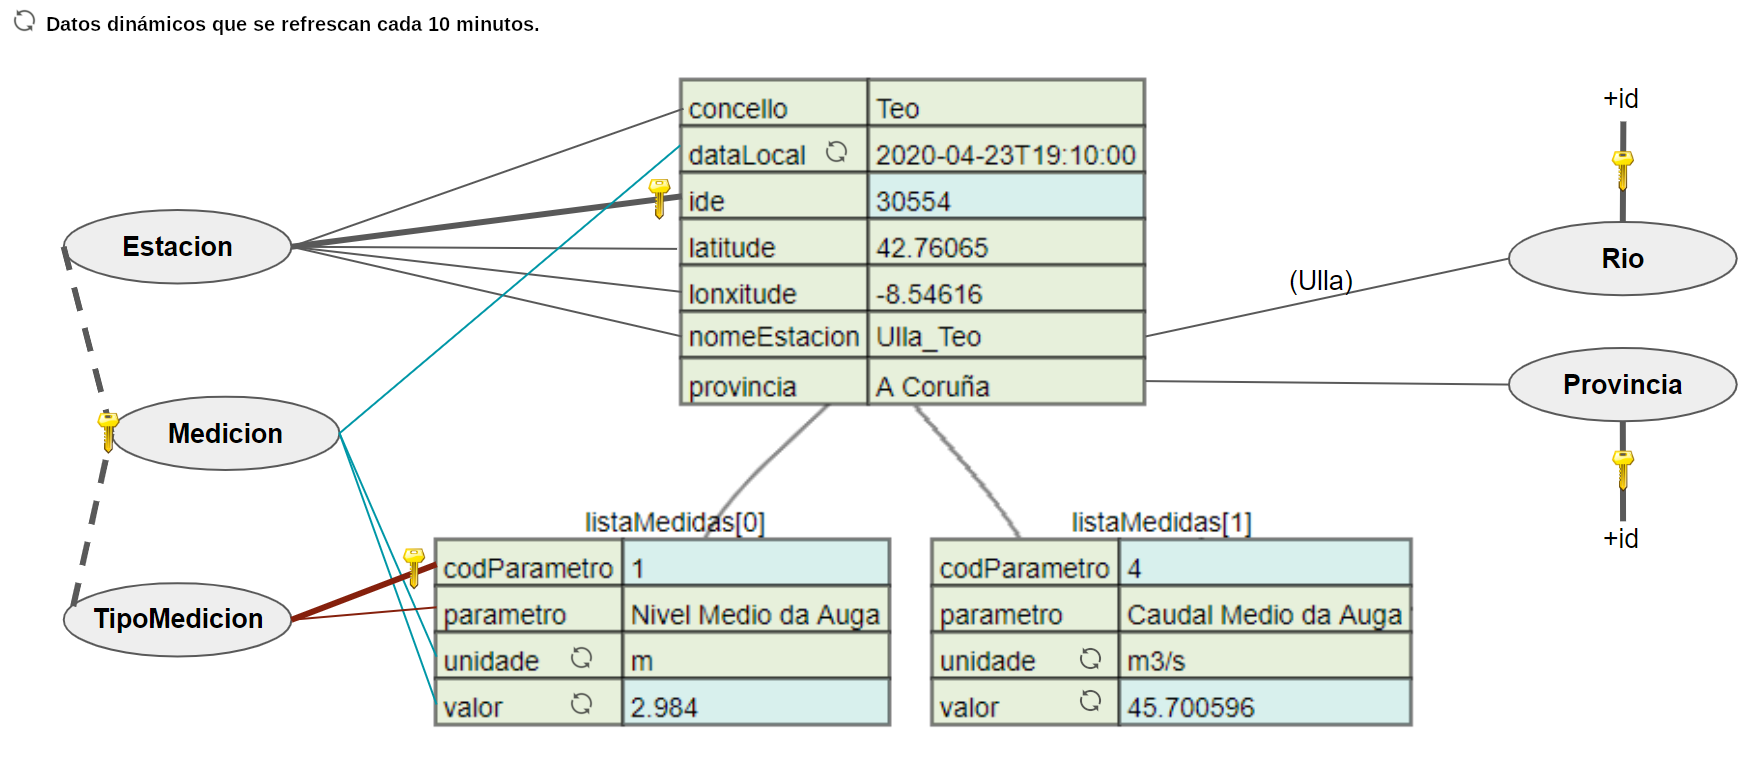 Datos dinámicos que se refrescan cada 10 minutos.
concello Teo
dataLocal 2020-04-23T19:10:00
ide 30554
latitude 42.76065
lonxitude -8.54616
nomeEstacion Ulla_Teo
provincia A Coruña
Estacion
Medicion
TipoMedicion
+id
Rio
(Ulla)
Provincia
+id
listaMedidas[0]
codParametro 1
parametro Nivel Medio da Auga
unidade m
valor 2.984
listaMedidas[1]
codParametro 4
parametro Caudal Medio da Auga
unidade m3/s
valor 45.700596